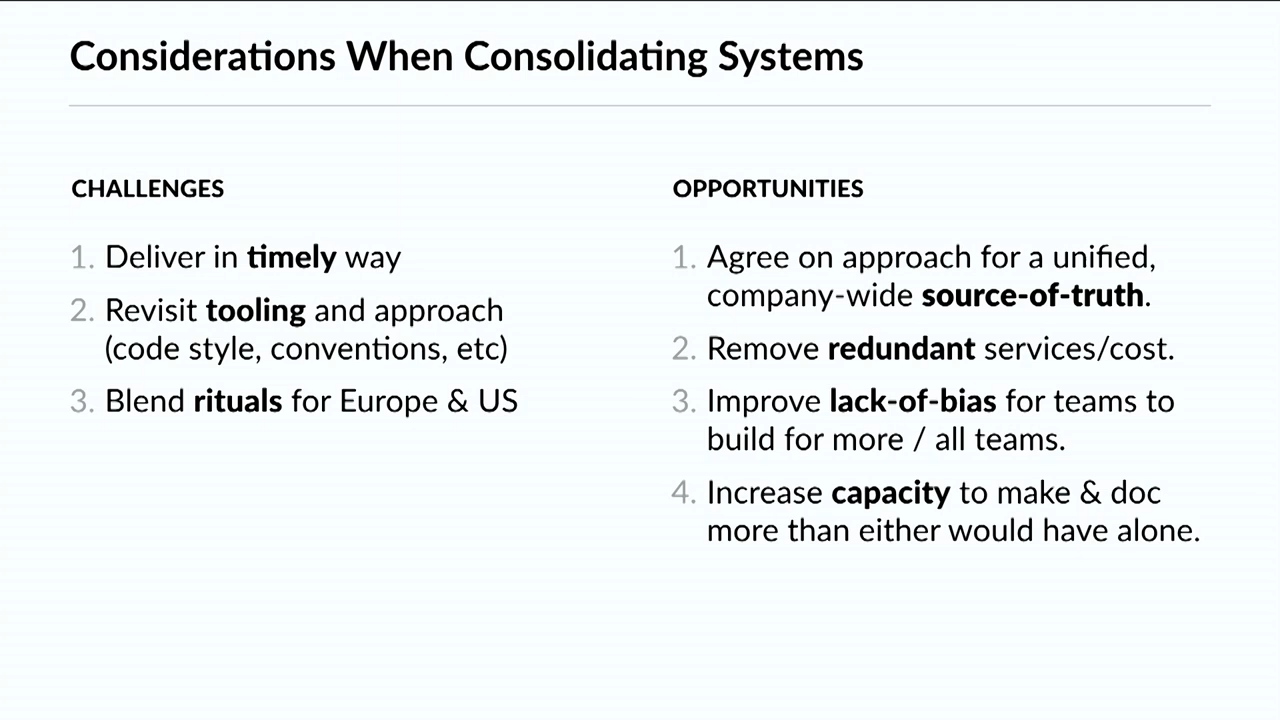 Considerations When Consolidating Systems
CHALLENGES
1. Deliver in timely way
2. Revisit tooling and approach
(code style, conventions, etc)
3. Blend rituals for Europe & US
OPPORTUNITIES
1. Agree on approach for a unified,
company-wide source-of-truth.
2. Remove redundant services/cost.
3. Improve lack-of-bias for teams to
build for more / all teams.
4. Increase capacity to make & doc
more than either would have alone.